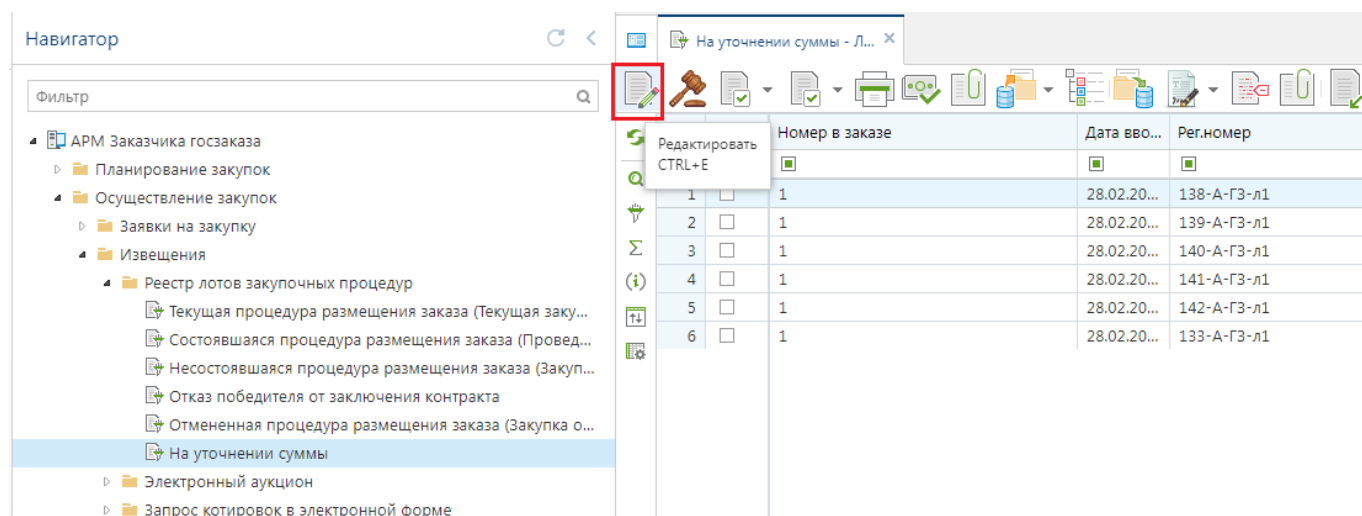 Навигатор
На уточнении суммы - Л...
Фильтр
АРМ Заказчика госзаказа
Планирование закупок
Осуществление закупок
Заявки на закупку
Извещения
Реестр лотов закупочных процедур
Текущая процедура размещения заказа (Текущая заку...
Состоявшаяся процедура размещения заказа (Провед...
Несостоявшаяся процедура размещения заказа (Закуп...
Отказ победителя от заключения контракта
Отмененная процедура размещения заказа (Закупка о...
На уточнении суммы
Электронный аукцион
Запрос котировок в электронной форме
Редактировать
CTRL+E
Номер в заказе Дата вво... Рег.номер
1 1 28.02.20... 138-А-ГЗ-л1
2 1 28.02.20... 139-А-ГЗ-л1
3 1 28.02.20... 140-А-ГЗ-л1
4 1 28.02.20... 141-А-ГЗ-л1
5 1 28.02.20... 142-А-ГЗ-л1
6 1 28.02.20... 133-А-ГЗ-л1